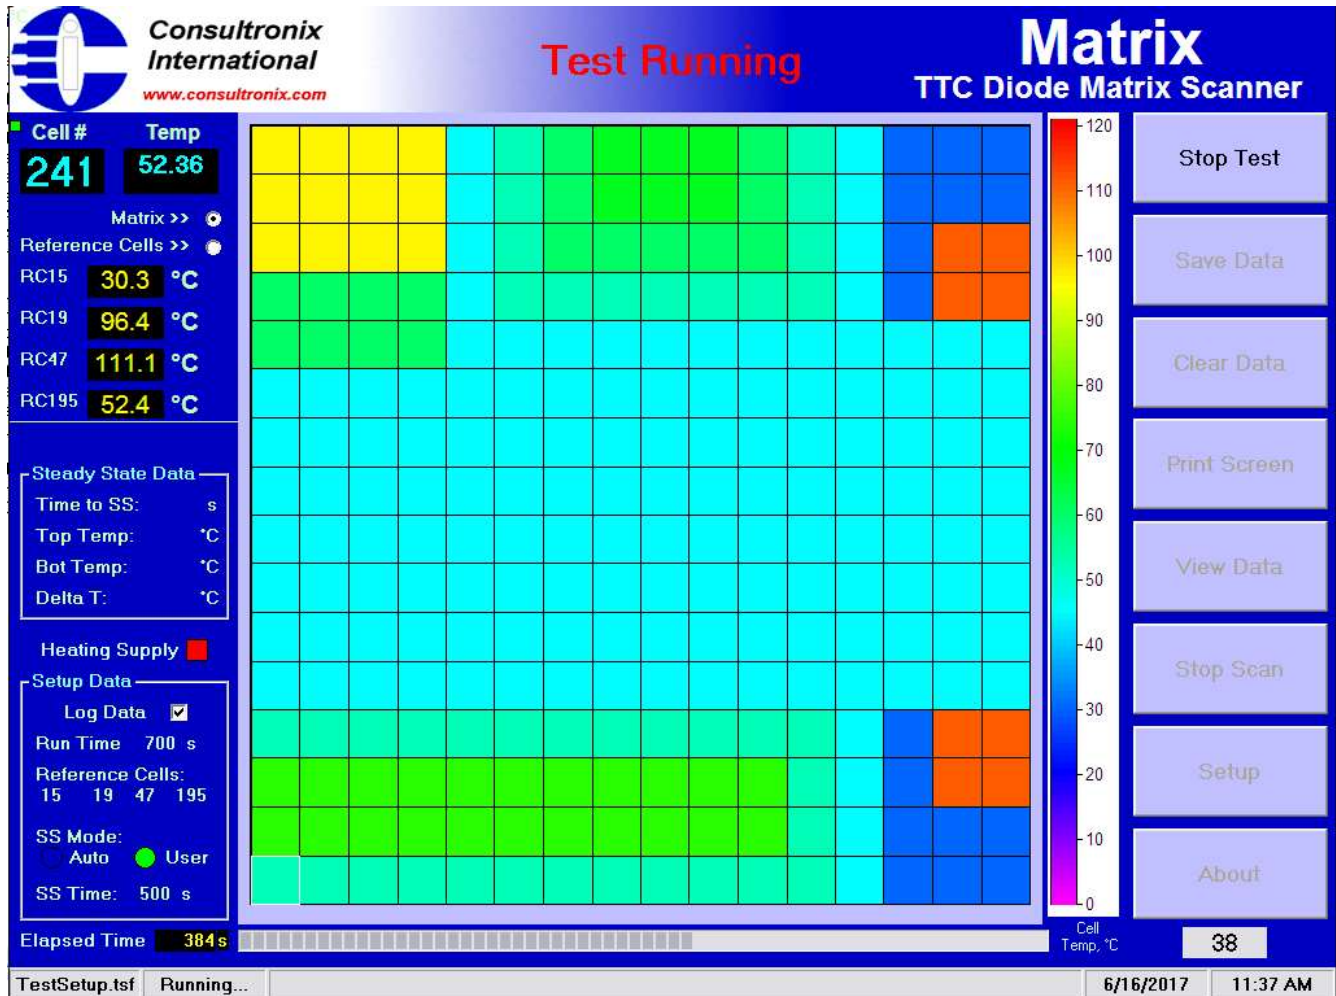 Consultronix
International
www.consultronix.com
Test Running
Matrix
TTC Diode Matrix Scanner
Cell # Temp
241 52.36
Matrix >>
Reference Cells >>
RC15 30.3 °C
RC19 96.4 °C
RC47 111.1 °C
RC195 52.4 °C
Steady State Data
Time to SS: s
Top Temp: °C
Bot Temp: °C
Delta T: °C
Heating Supply
Setup Data
Log Data
Run Time 700 s
Reference Cells:
15 19 47 195
SS Mode:
Auto User
SS Time: 500 s
Elapsed Time 384 s
120
110
100
90
80
70
60
50
40
30
20
10
0
Cell
Temp, °C
Stop Test
Save Data
Clear Data
Print Screen
View Data
Stop Scan
Setup
About
38
TestSetup.tsf Running... 6/16/2017 11:37 AM